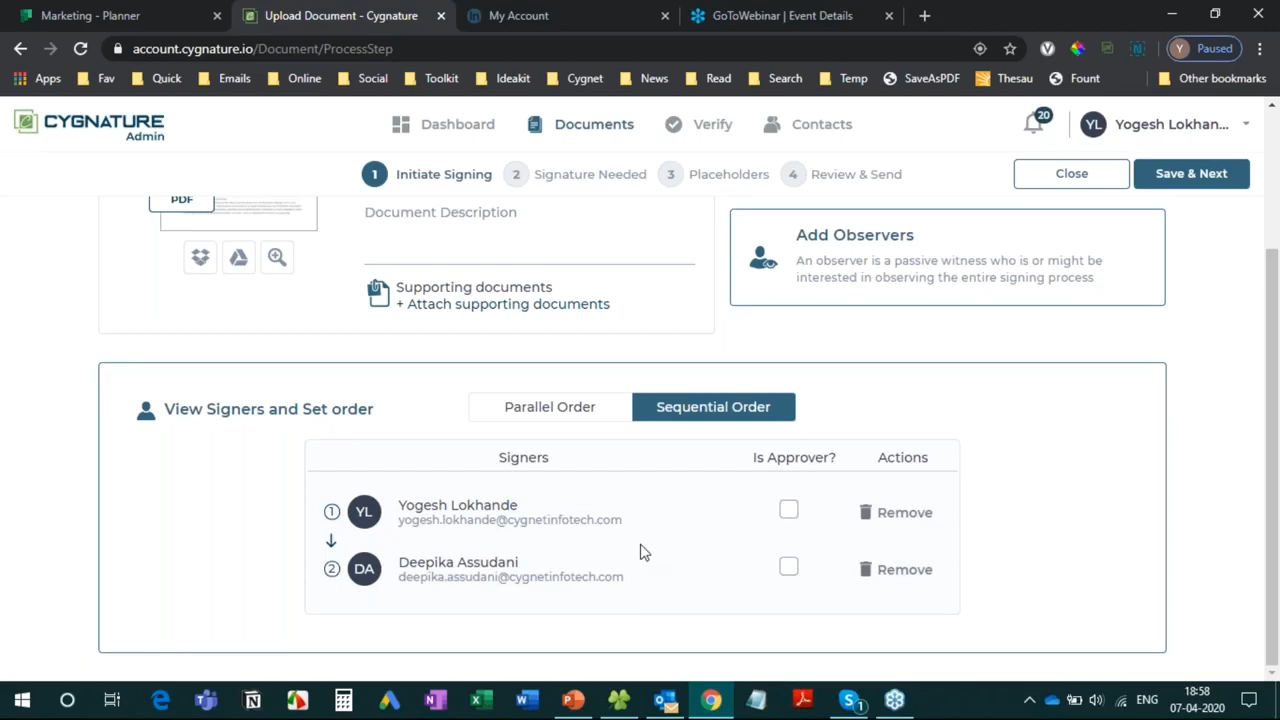 Marketing - Planner
Upload Document - Cygnature
My Account
GoToWebinar | Event Details
account.cygnature.io/Document/ProcessStep
Y Paused
Apps Fav Quick Emails Online Social Toolkit Ideakit Cygnet News Read Search Temp SaveAsPDF Thesau Fount Other bookmarks
CYGNATURE
Admin
Dashboard Documents Verify Contacts
20
YL Yogesh Lokhan...
1 Initiate Signing 2 Signature Needed 3 Placeholders 4 Review & Send
Close Save & Next
PDF
Document Description
Supporting documents
+ Attach supporting documents
Add Observers
An observer is a passive witness who is or might be
interested in observing the entire signing process
View Signers and Set order
Parallel Order Sequential Order
Signers Is Approver? Actions
1 YL Yogesh Lokhande
yogesh.lokhande@cygnetinfotech.com
Remove
2 DA Deepika Assudani
deepika.assudani@cygnetinfotech.com
Remove
ENG
18:58
07-04-2020